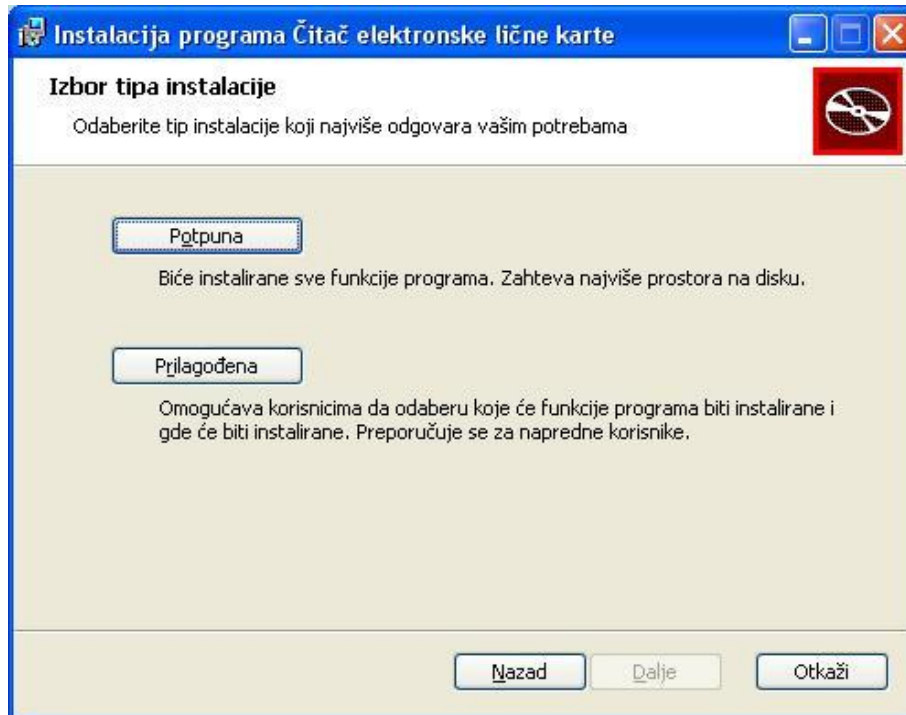 Instalacija programa Čitač elektronske lične karte
Izbor tipa instalacije
Odaberite tip instalacije koji najviše odgovara vašim potrebama
Potpuna
Biće instalirane sve funkcije programa. Zahteva najviše prostora na disku.
Prilagođena
Omogućava korisnicima da odaberu koje će funkcije programa biti instalirane i
gde će biti instalirane. Preporučuje se za napredne korisnike.
Nazad
Dalje
Otkaži